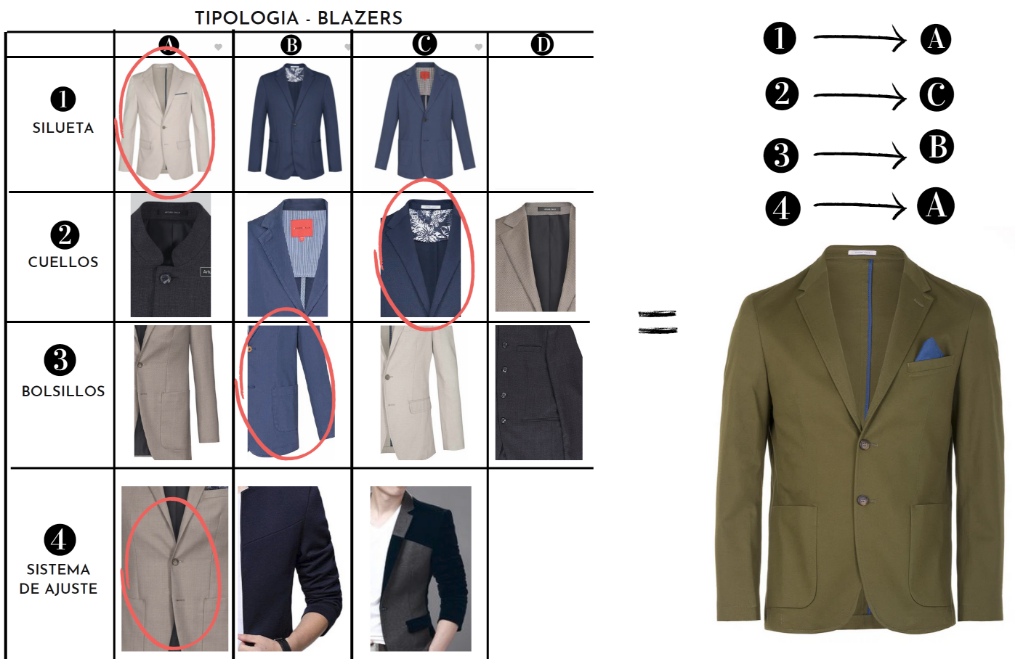 TIPOLOGIA - BLAZERS
A B C D
1
SILUETA
2
CUELLOS
3
BOLSILLOS
4
SISTEMA
DE AJUSTE
1 → A
2 → C
3 → B
4 → A
=